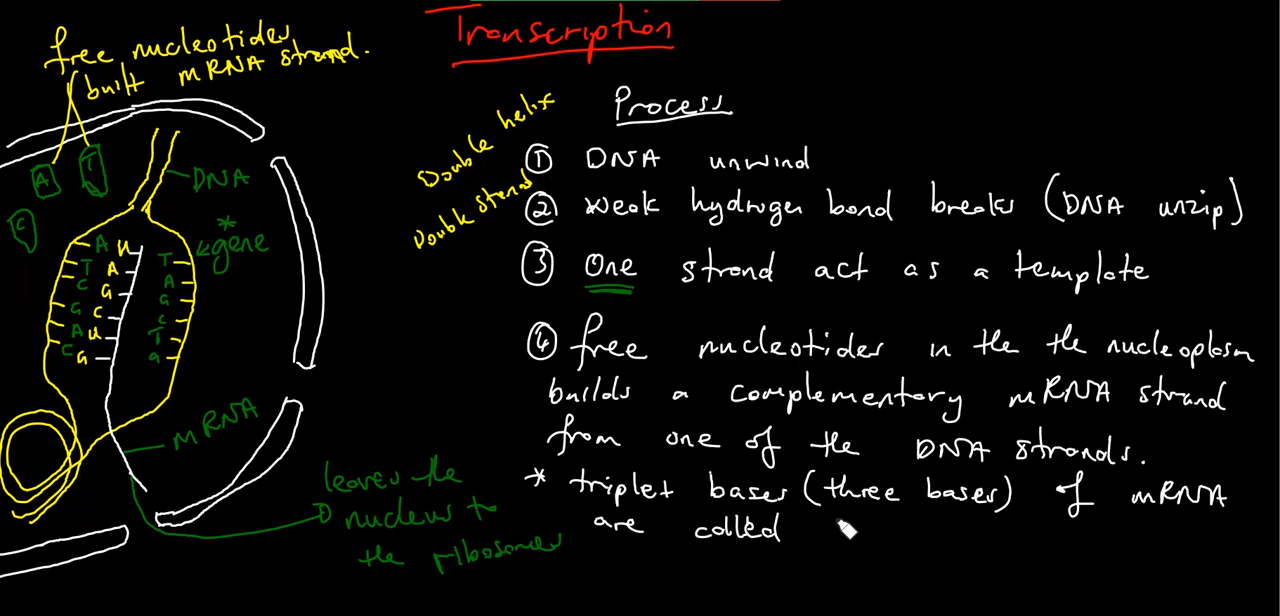 Transcription
free nucleotides
built mRNA strand.
Process
Double helix
Double strand
① DNA unwind
② weak hydrogen bond breaks (DNA unzip)
③ One strand act as a template
④ free nucleotides in the the nucleoplasm
builds a complementory mRNA strand
from one of the DNA strands.
* triplet bases (three bases) of mRNA
are called
A
T
C
DNA
*
gene
A U T
T A A
C G G
G C C
A U T
C G G
mRNA
leaves the
nucleus to
the ribosomes